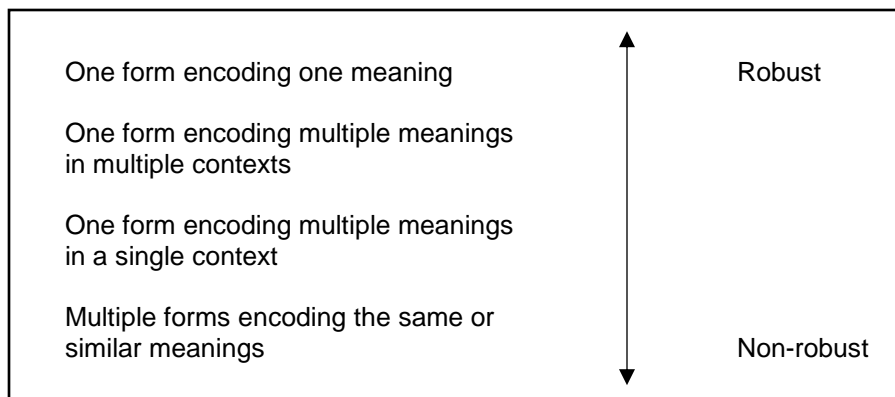 One form encoding one meaning Robust
One form encoding multiple meanings
in multiple contexts
One form encoding multiple meanings
in a single context
Multiple forms encoding the same or
similar meanings Non-robust